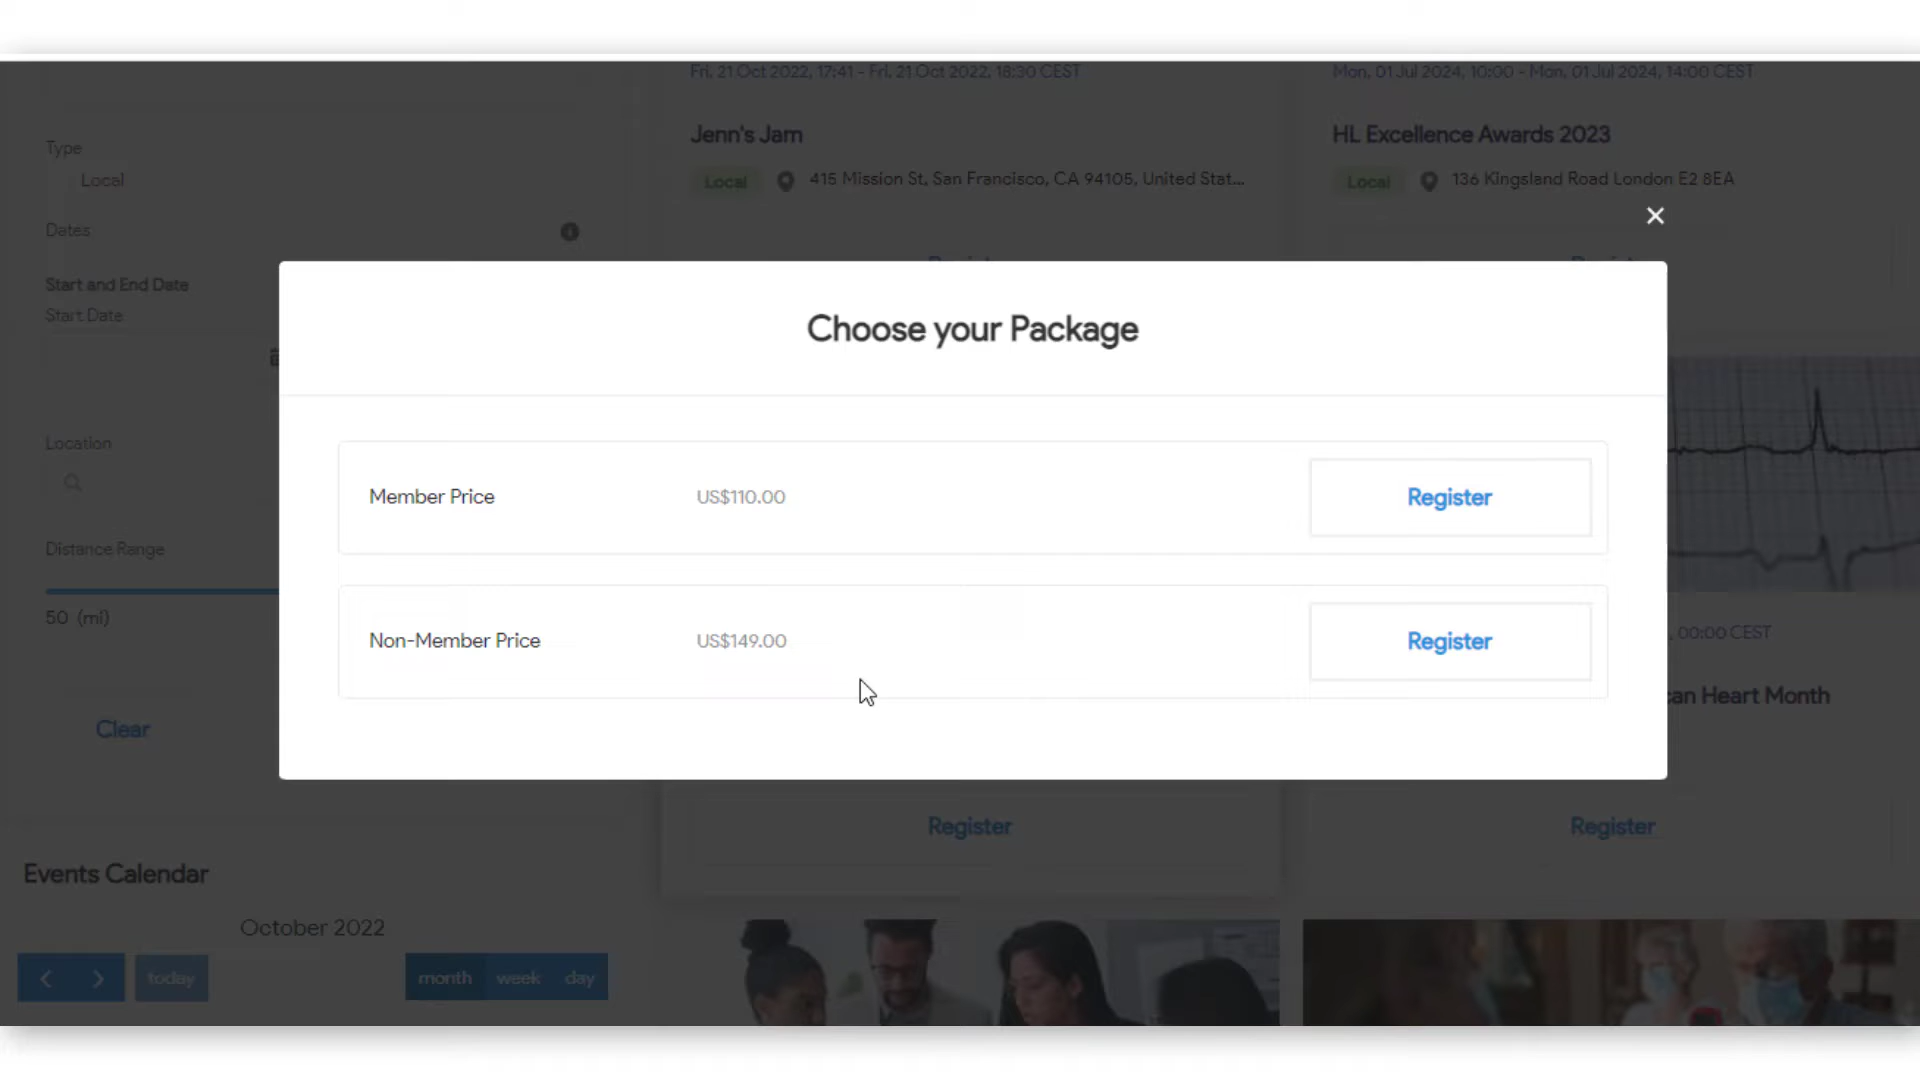 Fri, 21 Oct 2022, 17:41 - Fri, 21 Oct 2022, 18:30 CEST
Mon, 01 Jul 2024, 10:00 - Mon, 01 Jul 2024, 14:00 CEST
Jenn's Jam
HL Excellence Awards 2023
Local
415 Mission St, San Francisco, CA 94105, United Stat...
Local
136 Kingsland Road London E2 8EA
Type
Local
Dates
Start and End Date
Start Date
Location
Distance Range
50 (mi)
Clear
Choose your Package
Member Price
US$110.00
Register
Non-Member Price
US$149.00
Register
, 00:00 CEST
can Heart Month
Register
Register
Events Calendar
October 2022
today
month
week
day